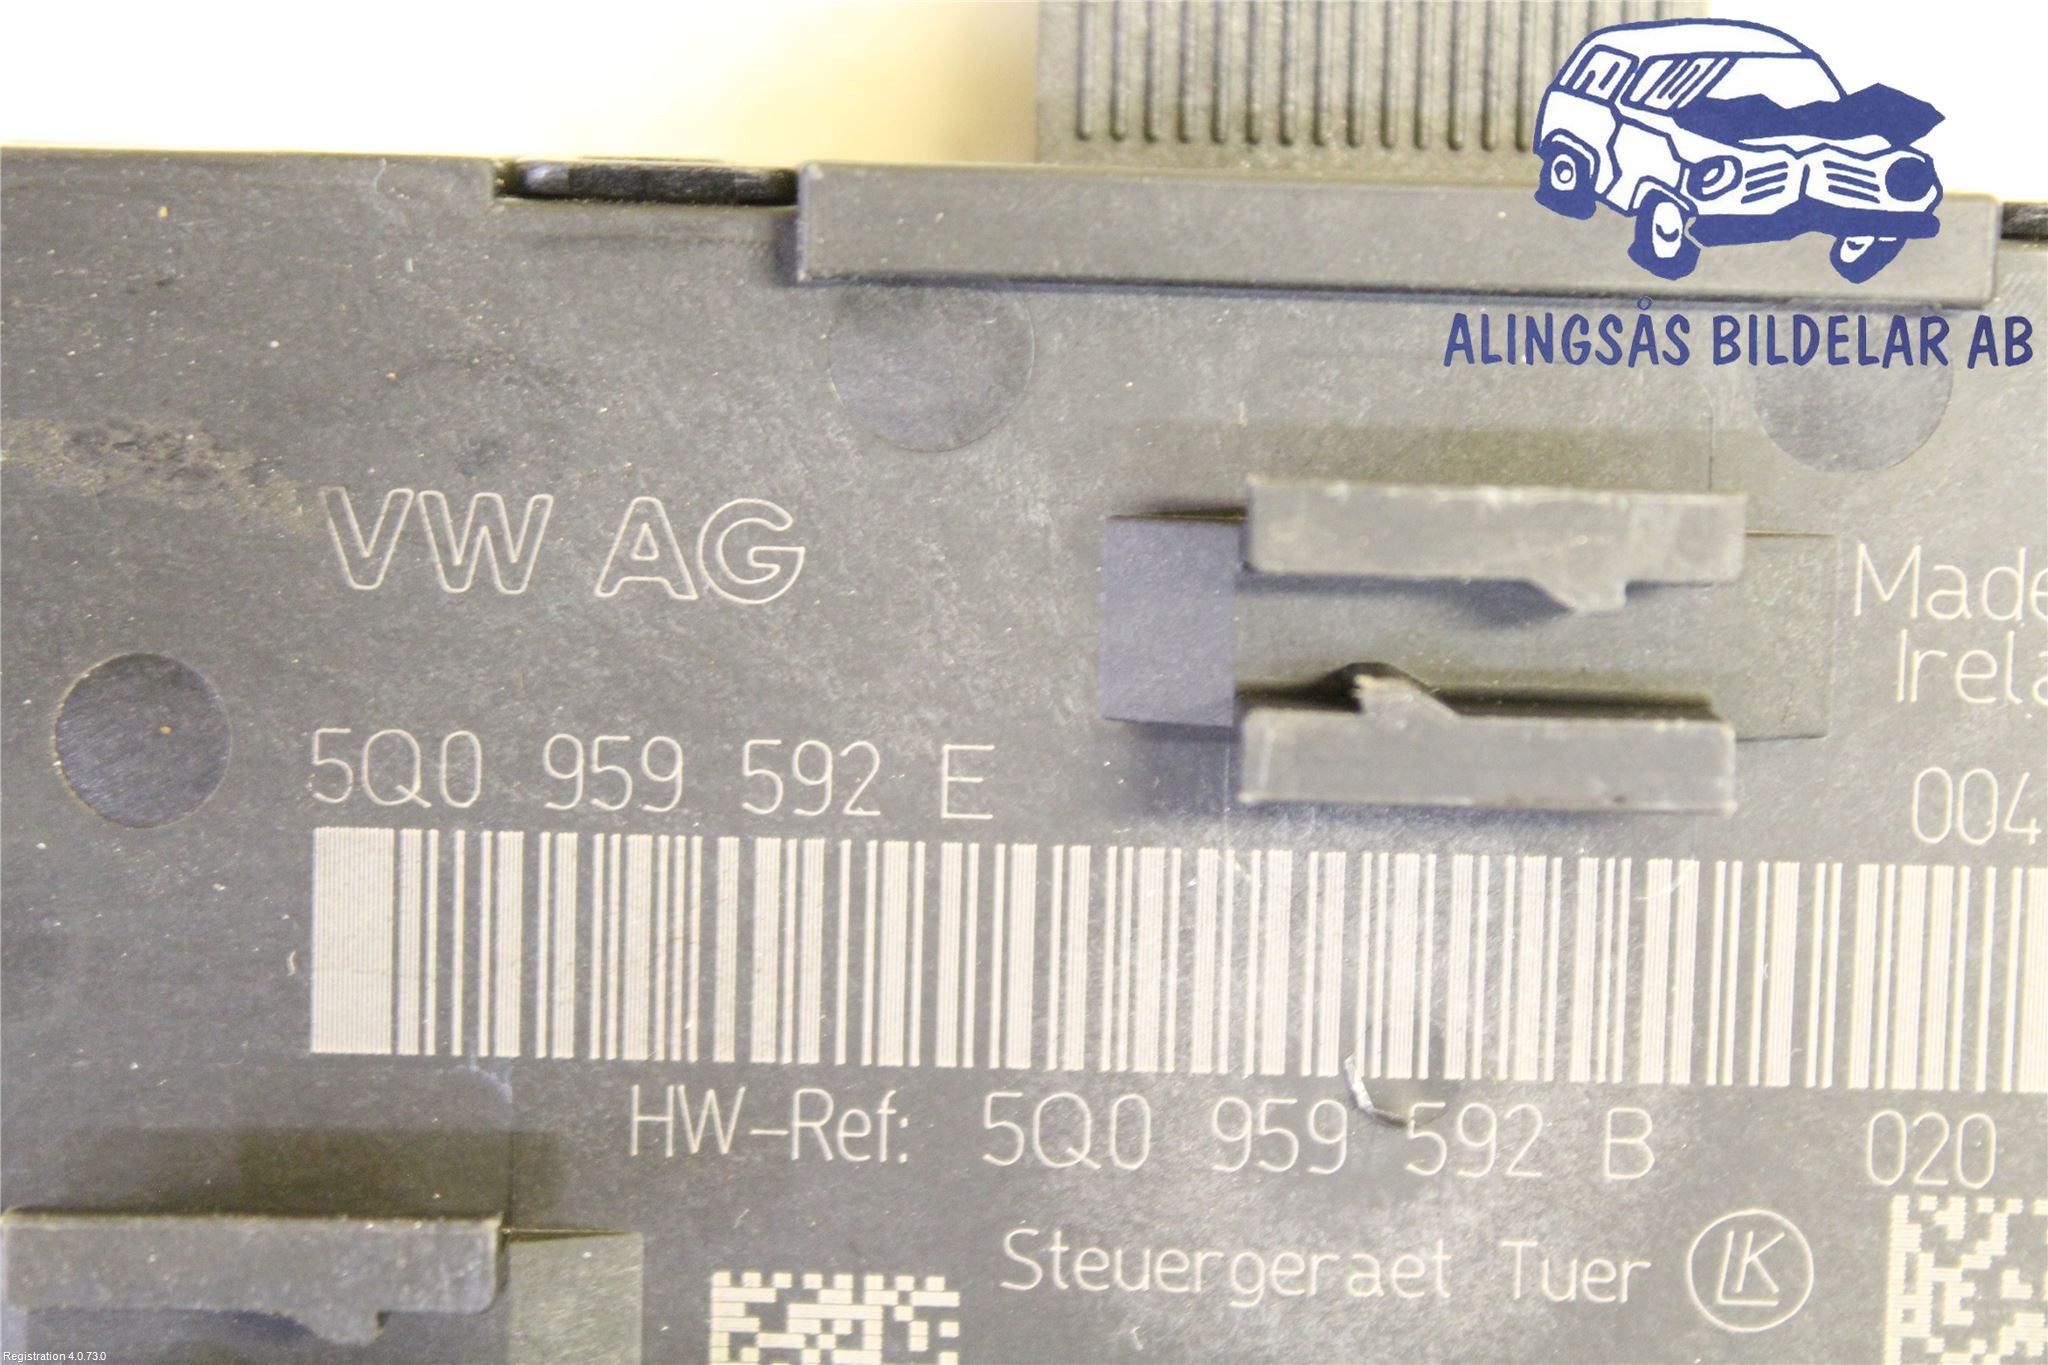 ALINGSÅS BILDELAR AB
VW AG
Made
5Q0 959 592 E
004
HW-Ref: 5Q0 959 592 B 020
Steuergeraet Tuer LK
Registration 4.0.73.0